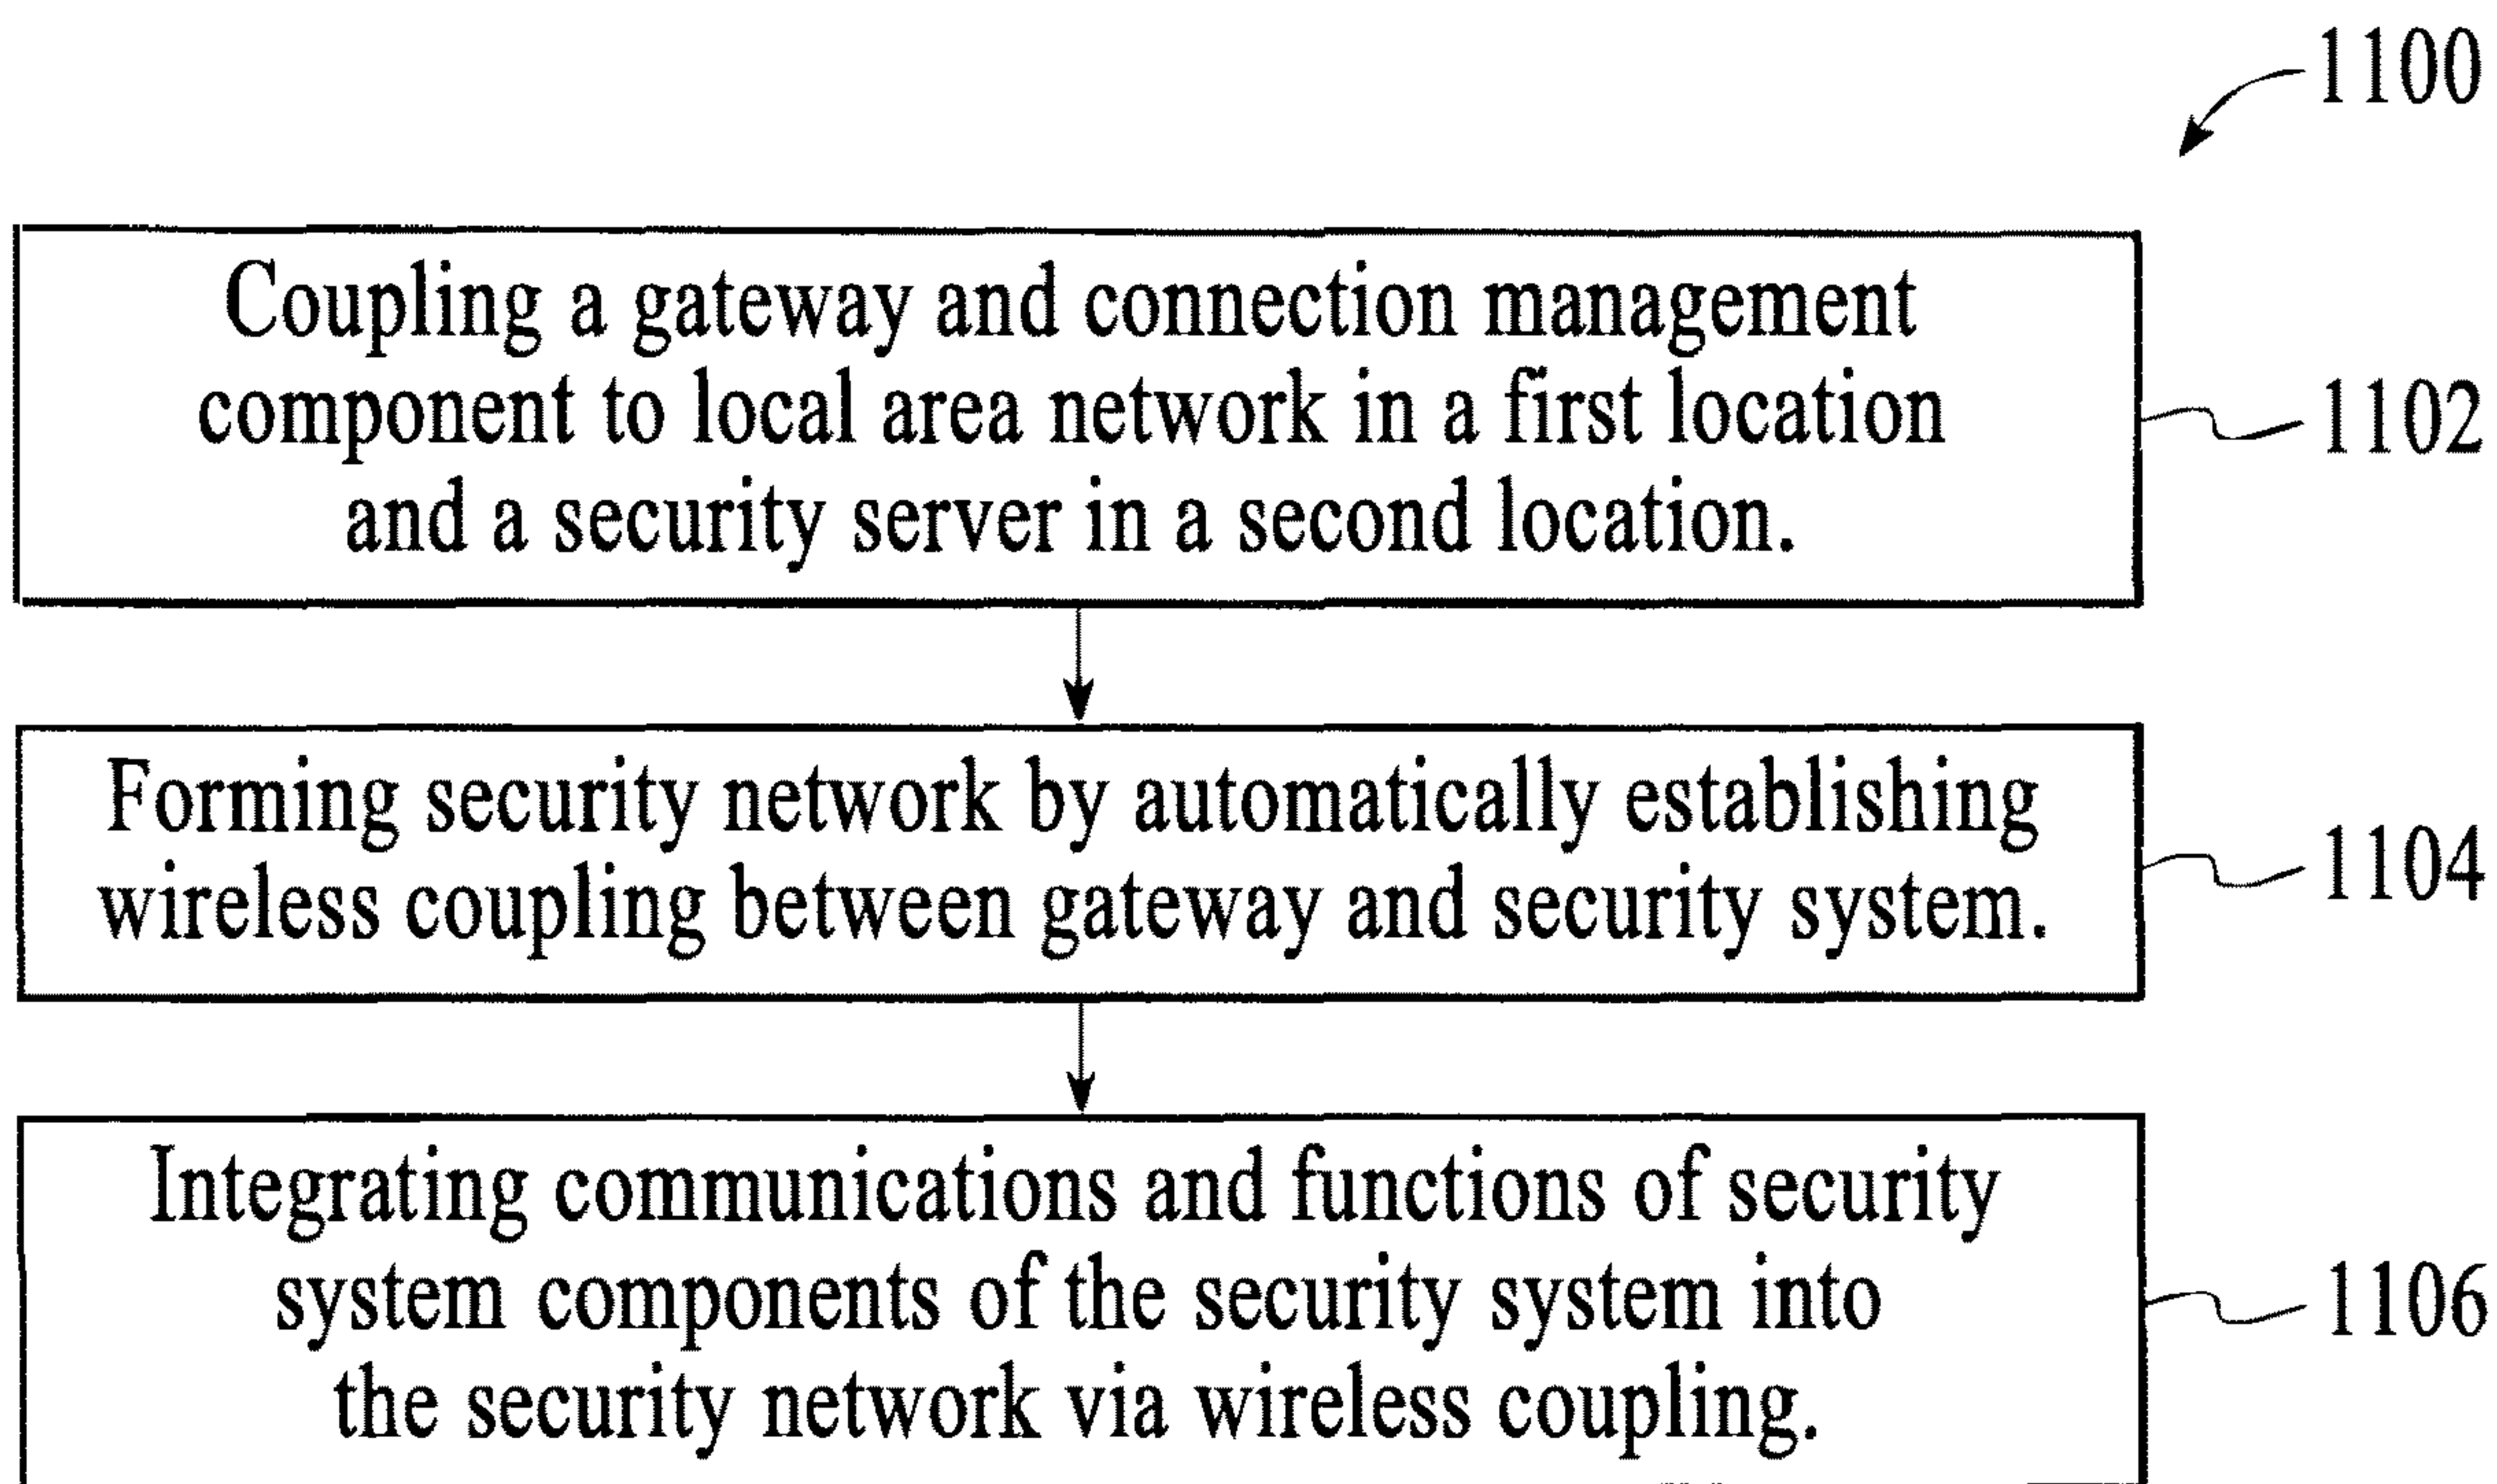 1100
Coupling a gateway and connection management
component to local area network in a first location
and a security server in a second location.
1102
Forming security network by automatically establishing
wireless coupling between gateway and security system.
1104
Integrating communications and functions of security
system components of the security system into
the security network via wireless coupling.
1106